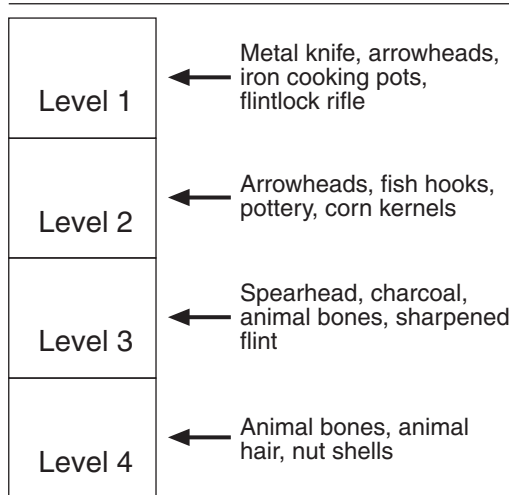 Level 1
Metal knife, arrowheads,
iron cooking pots,
flintlock rifle
Level 2
Arrowheads, fish hooks,
pottery, corn kernels
Level 3
Spearhead, charcoal,
animal bones, sharpened
flint
Level 4
Animal bones, animal
hair, nut shells